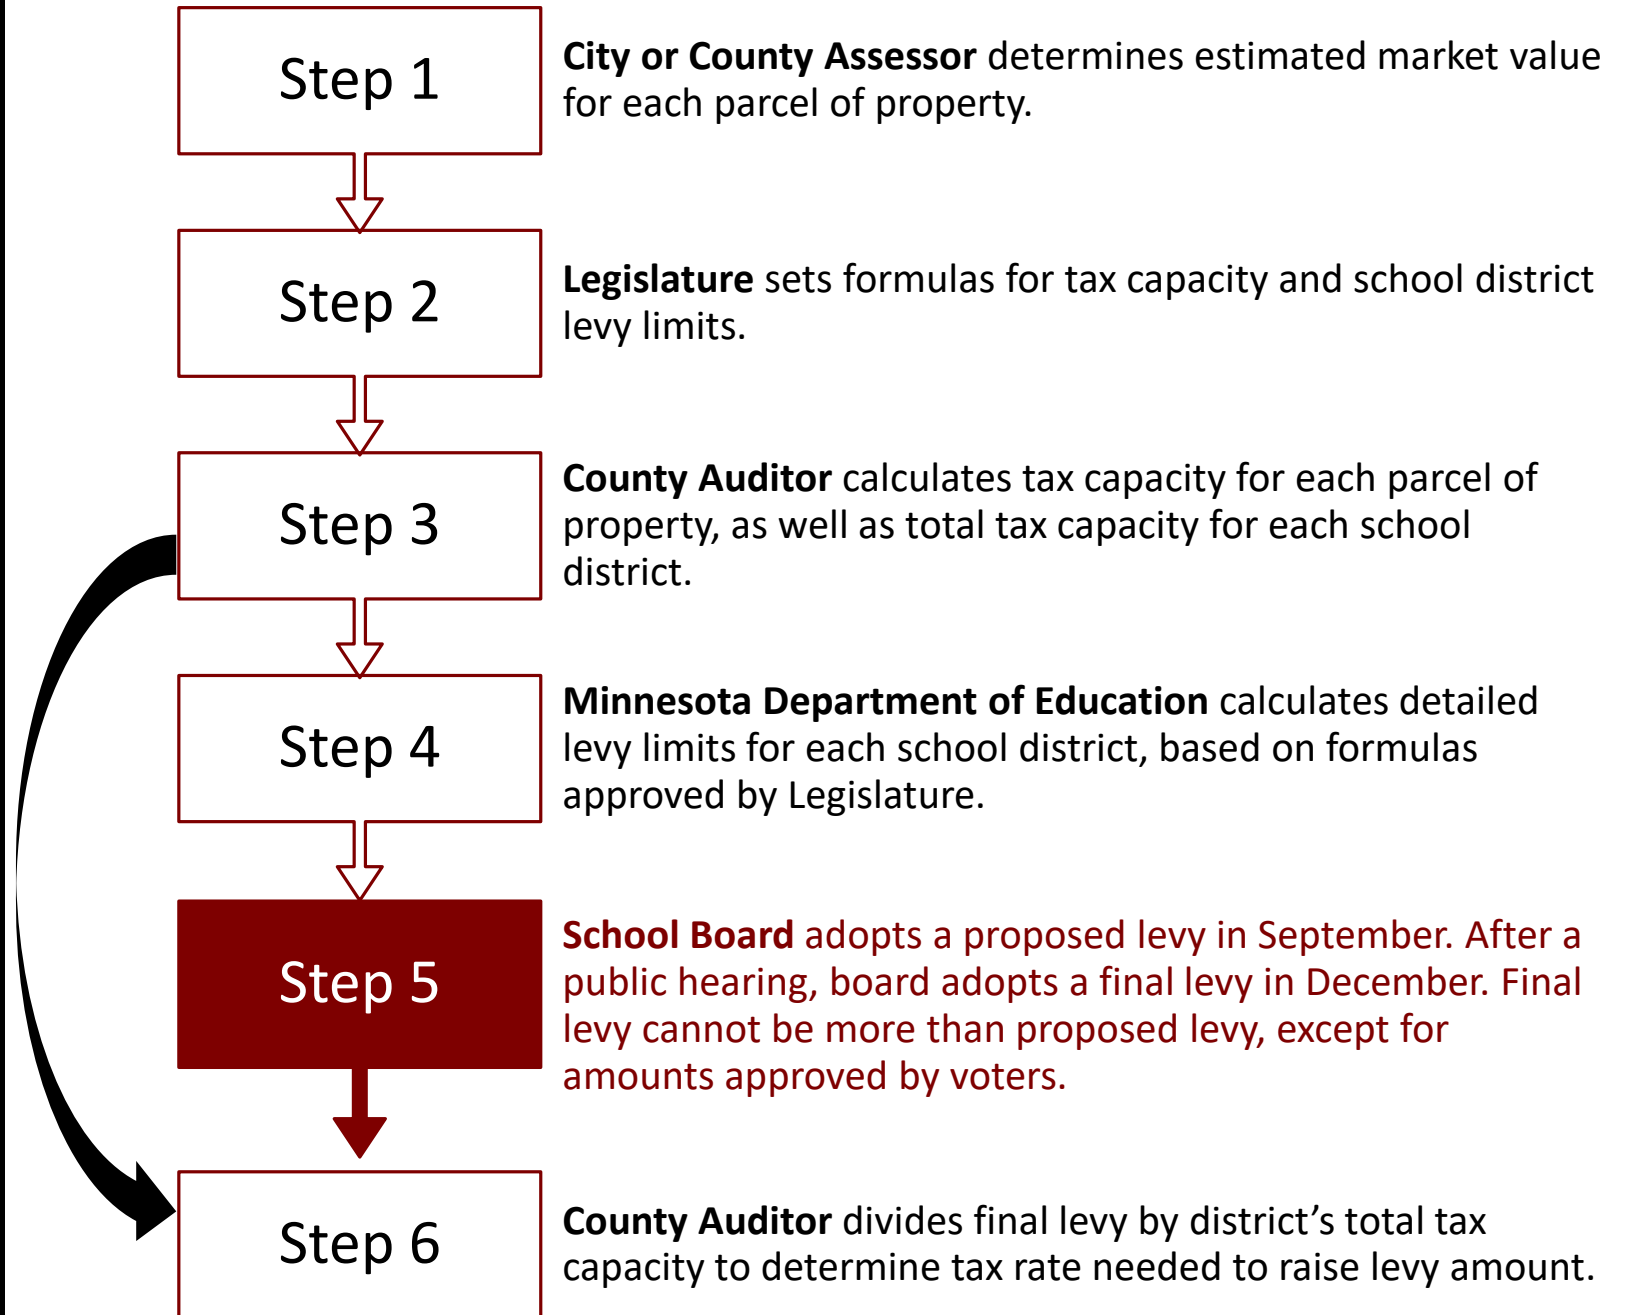 Step 1
City or County Assessor determines estimated market value
for each parcel of property.
Step 2
Legislature sets formulas for tax capacity and school district
levy limits.
Step 3
County Auditor calculates tax capacity for each parcel of
property, as well as total tax capacity for each school
district.
Step 4
Minnesota Department of Education calculates detailed
levy limits for each school district, based on formulas
approved by Legislature.
Step 5
School Board adopts a proposed levy in September. After a
public hearing, board adopts a final levy in December. Final
levy cannot be more than proposed levy, except for
amounts approved by voters.
Step 6
County Auditor divides final levy by district’s total tax
capacity to determine tax rate needed to raise levy amount.